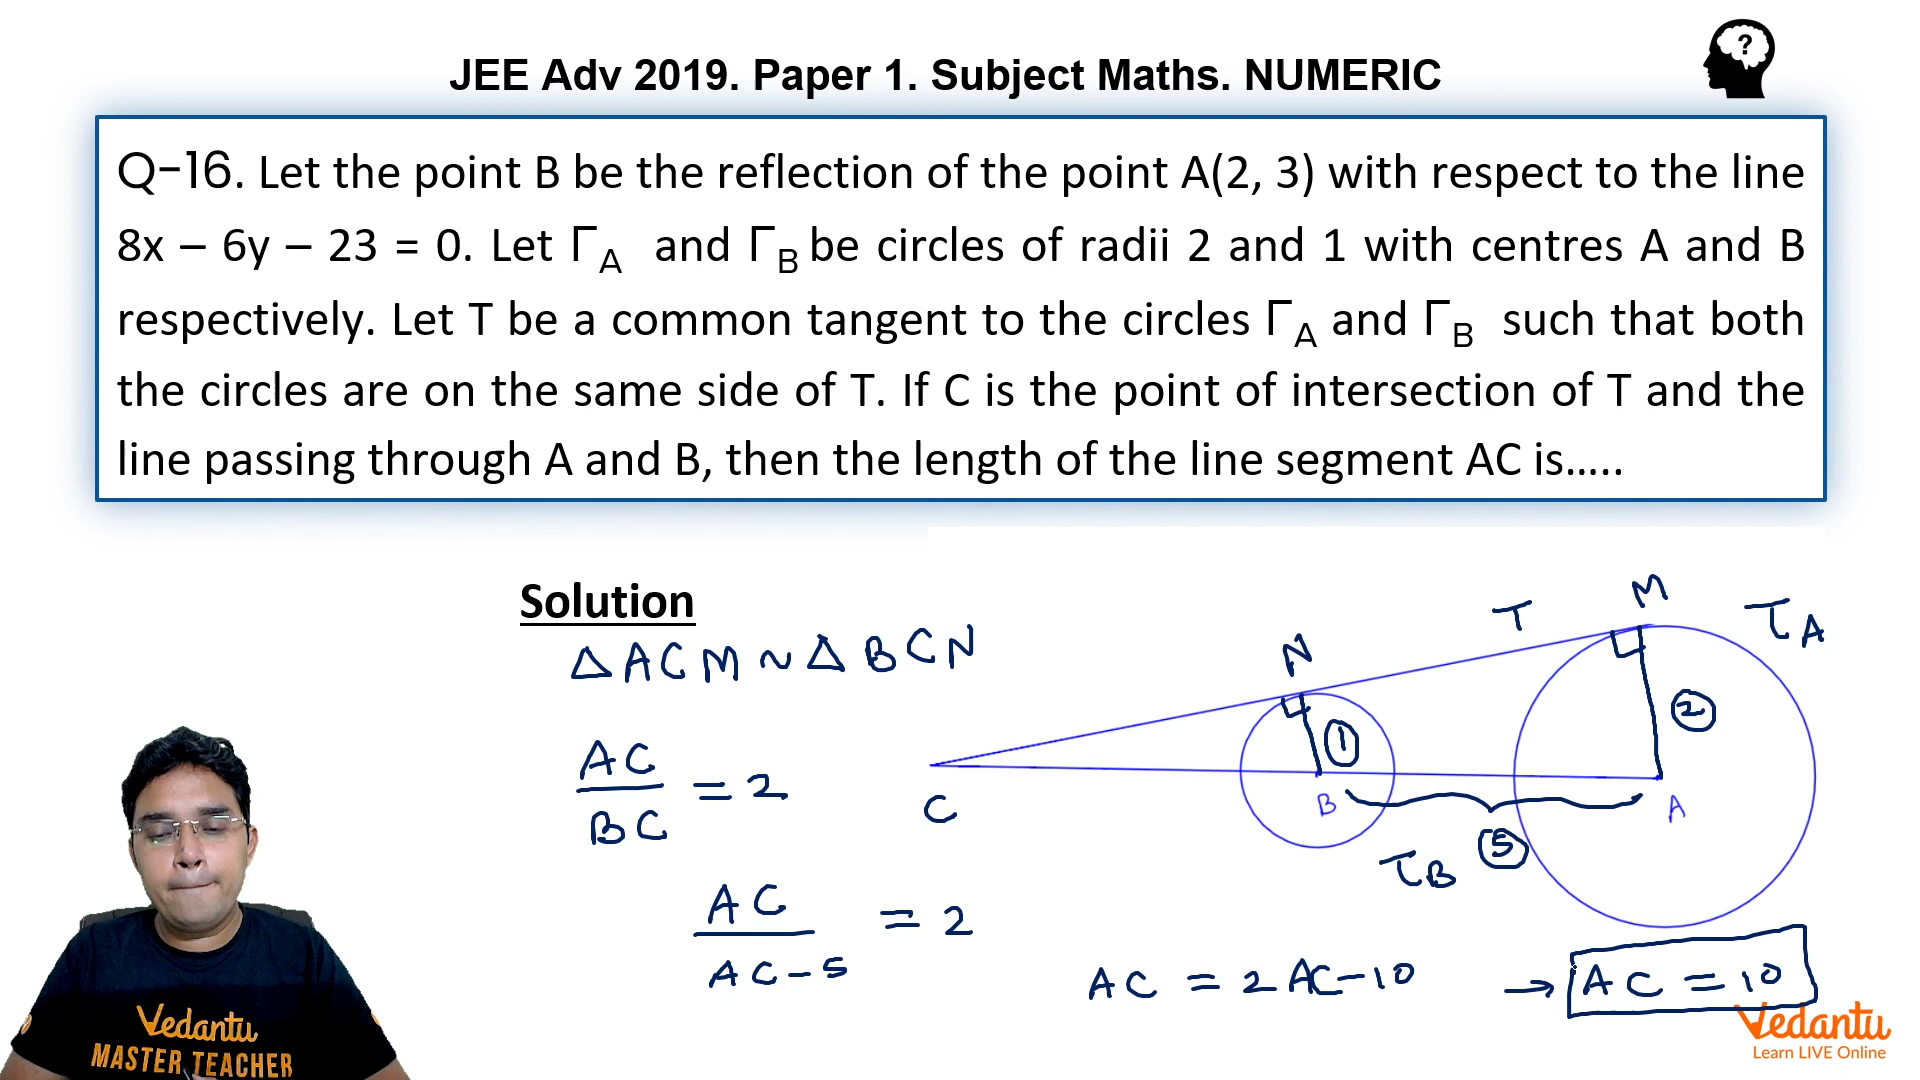 ?
JEE Adv 2019. Paper 1. Subject Maths. NUMERIC
Q-16. Let the point B be the reflection of the point A(2, 3) with respect to the line
8x – 6y – 23 = 0. Let Γ_A and Γ_B be circles of radii 2 and 1 with centres A and B
respectively. Let T be a common tangent to the circles Γ_A and Γ_B such that both
the circles are on the same side of T. If C is the point of intersection of T and the
line passing through A and B, then the length of the line segment AC is.....
Solution
△ACM ~ △BCN
AC/BC = 2
AC/(AC-5) = 2
AC = 2AC-10 → AC = 10
C
N
1
B
T
M
2
A
τ_A
τ_B
5
Vedantu
MASTER TEACHER
Vedantu
Learn LIVE Online